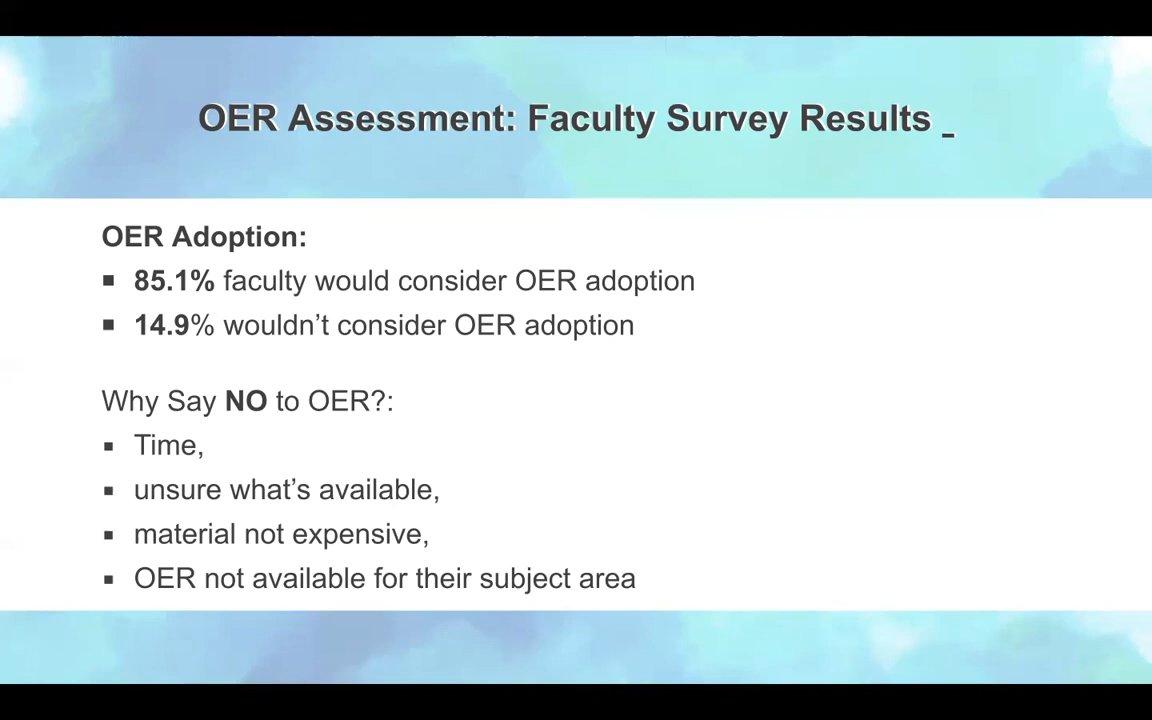 OER Assessment: Faculty Survey Results _
OER Adoption:
▪ 85.1% faculty would consider OER adoption
▪ 14.9% wouldn’t consider OER adoption
Why Say NO to OER?:
▪ Time,
▪ unsure what’s available,
▪ material not expensive,
▪ OER not available for their subject area